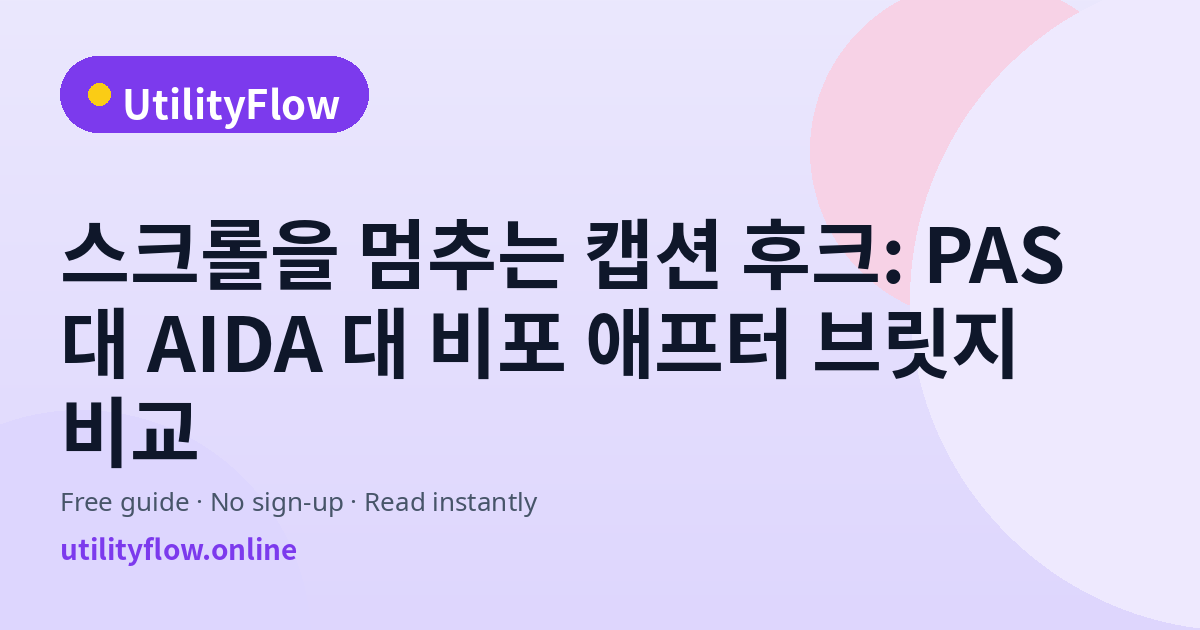 UtilityFlow
스크롤을 멈추는 캡션 후크: PAS
대 AIDA 대 비포 애프터 브릿지
비교
Free guide · No sign-up · Read instantly
utilityflow.online